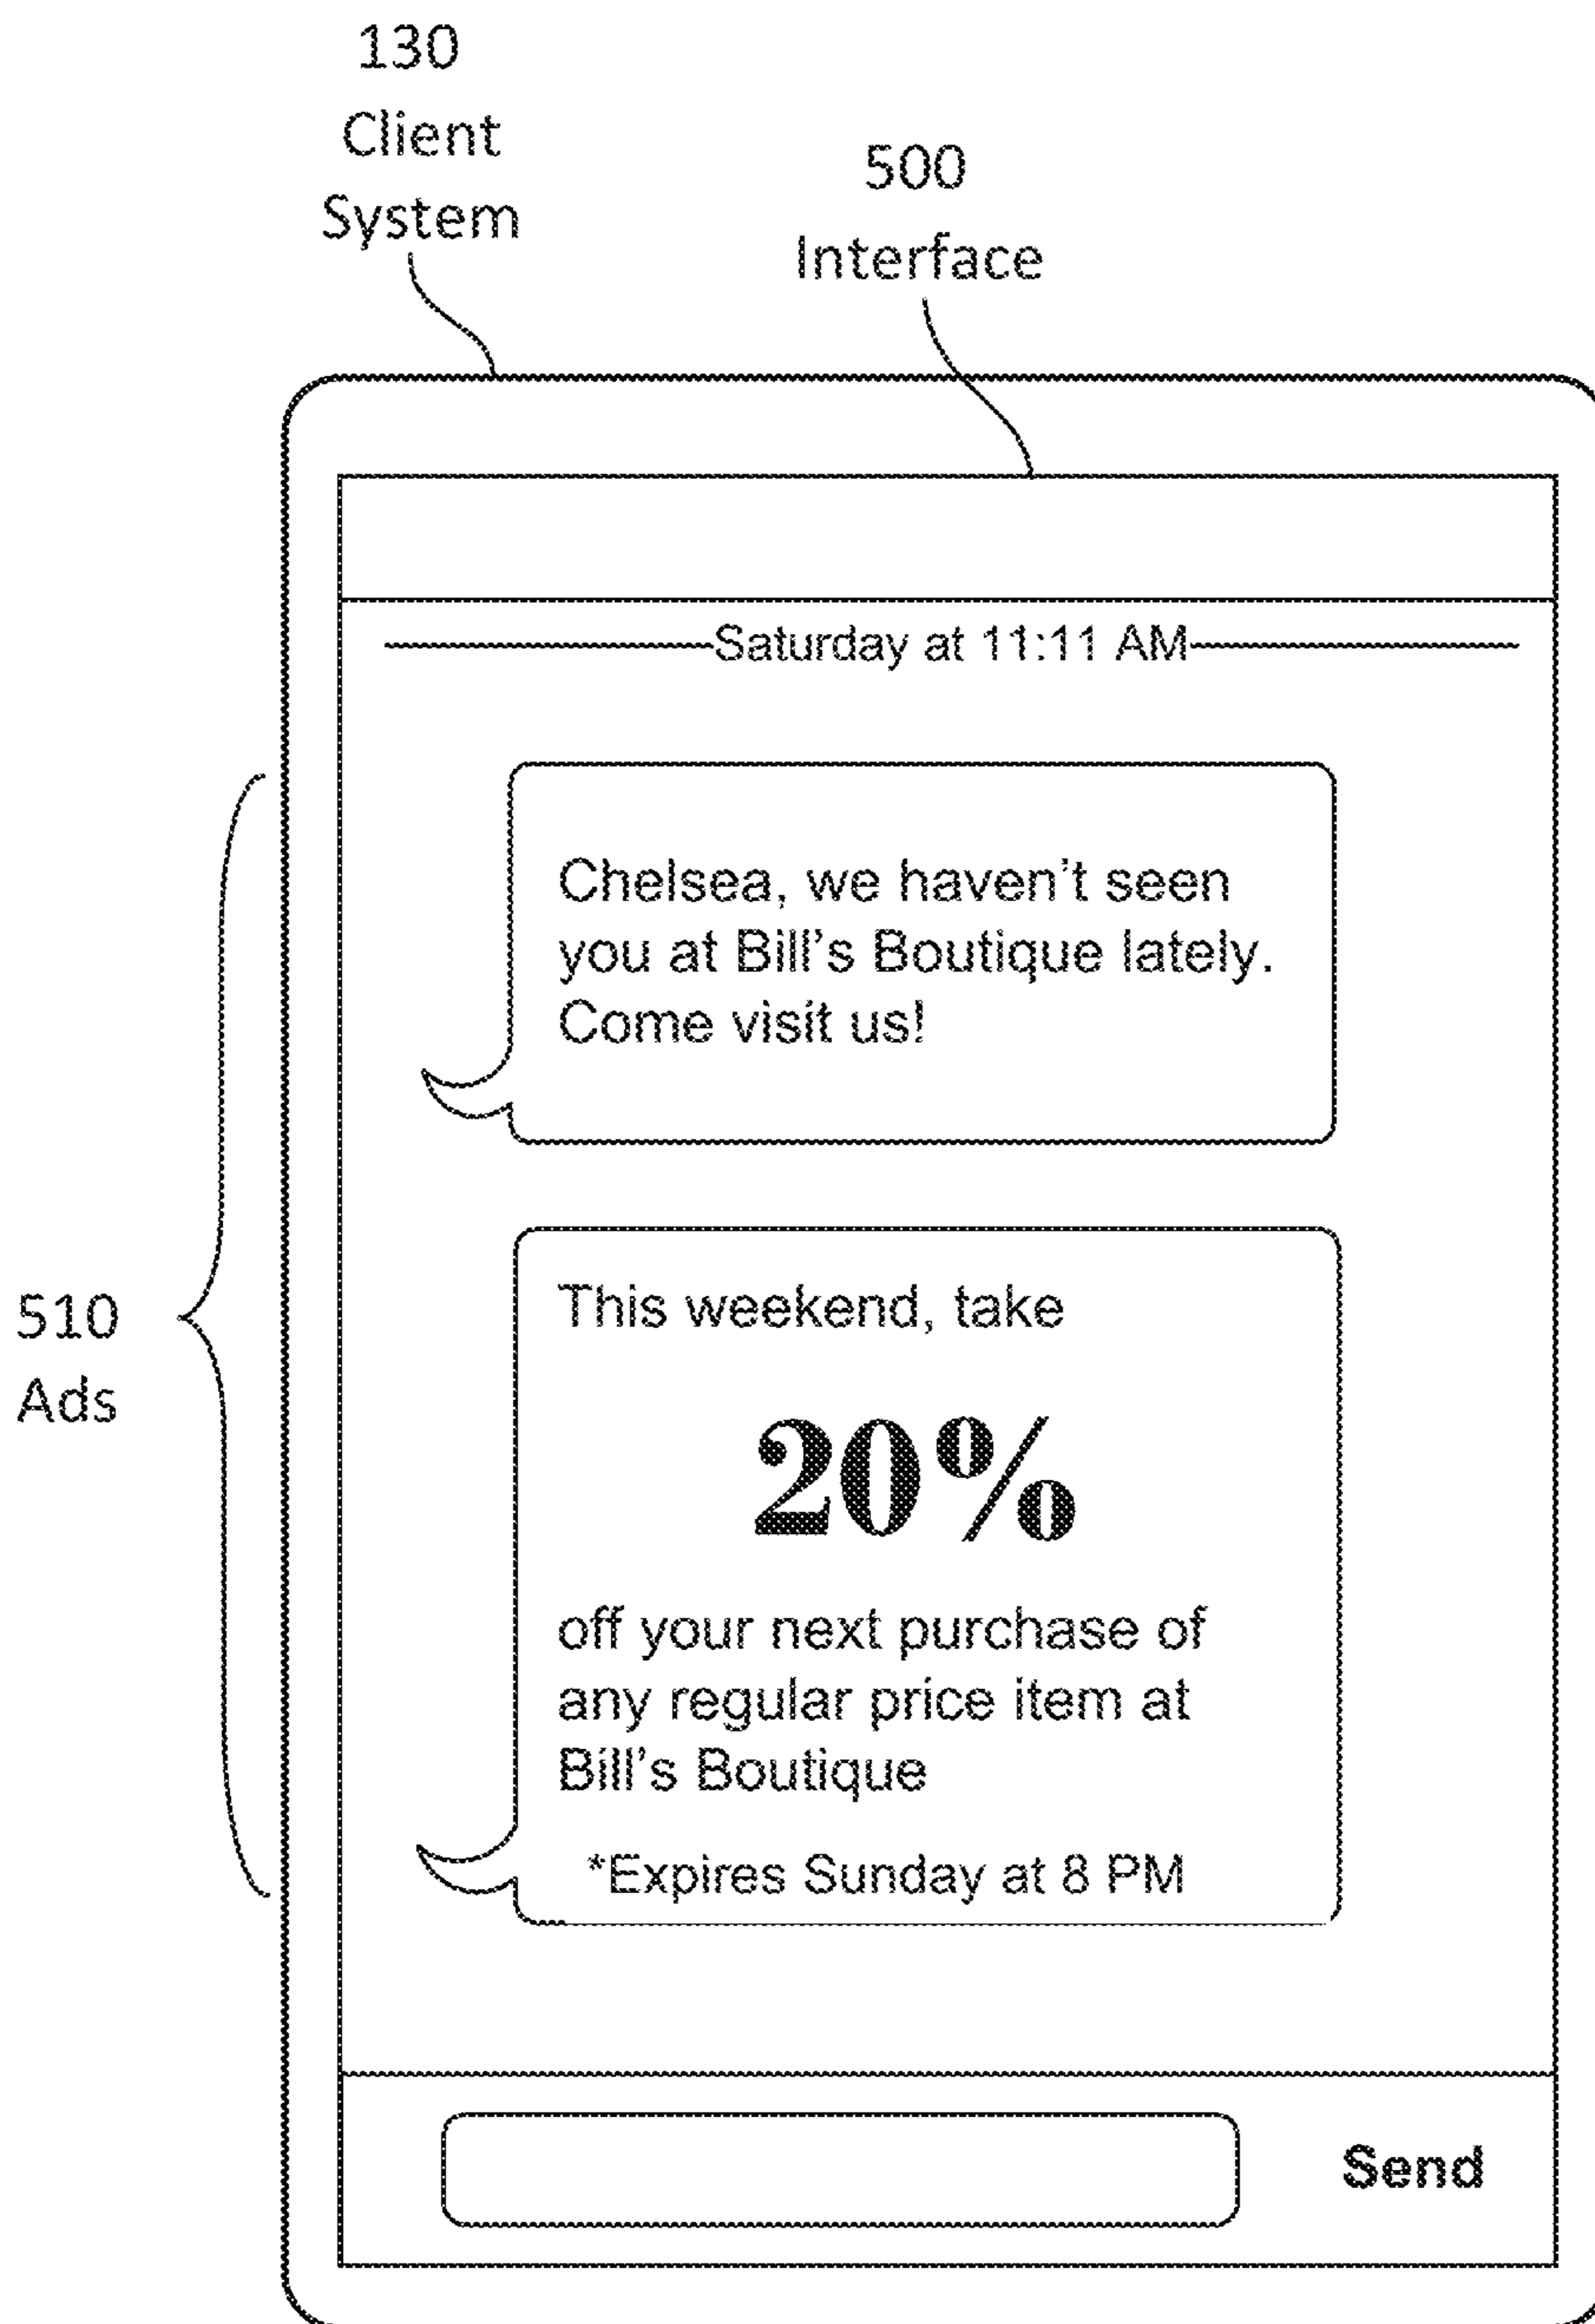 130
Client
System
500
Interface
Saturday at 11:11 AM
Chelsea, we haven't seen
you at Bill's Boutique lately.
Come visit us!
510
Ads
This weekend, take
20%
off your next purchase of
any regular price item at
Bill's Boutique
*Expires Sunday at 8 PM
Send